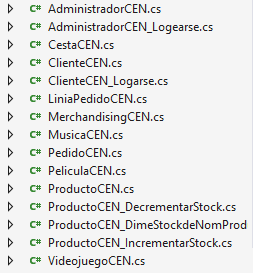 C# AdministradorCEN.cs
C# AdministradorCEN_Logearse.cs
C# CestaCEN.cs
C# ClienteCEN.cs
C# ClienteCEN_Logarse.cs
C# LiniaPedidoCEN.cs
C# MerchandisingCEN.cs
C# MusicaCEN.cs
C# PedidoCEN.cs
C# PeliculaCEN.cs
C# ProductoCEN.cs
C# ProductoCEN_DecrementarStock.cs
C# ProductoCEN_DimeStockdeNomProd
C# ProductoCEN_IncrementarStock.cs
C# VideojuegoCEN.cs